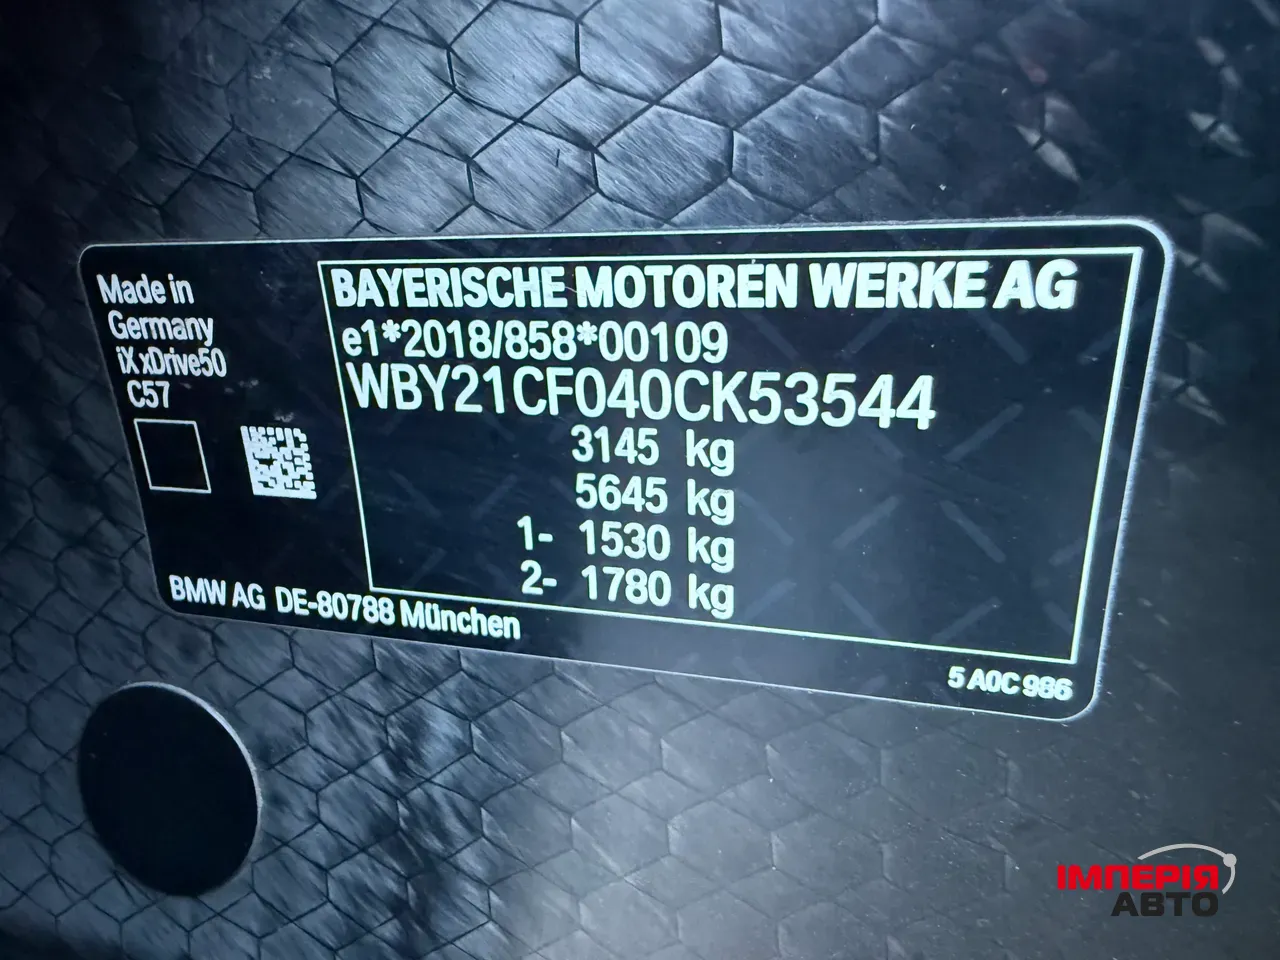 Made in
Germany
iX xDrive50
C57
BAYERISCHE MOTOREN WERKE AG
e1*2018/858*00109
WBY21CF040CK53544
3145 kg
5645 kg
1- 1530 kg
2- 1780 kg
BMW AG DE-80788 München
5 A0C 986
ІМПЕРІЯ
АВТО